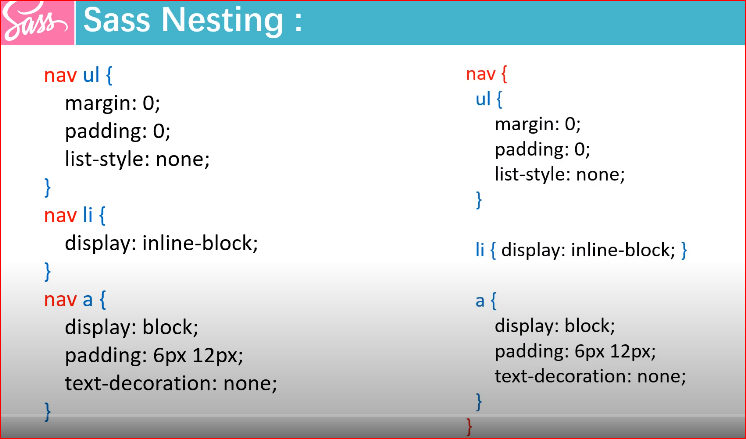 Sass
Sass Nesting :
nav ul {
margin: 0;
padding: 0;
list-style: none;
}
nav li {
display: inline-block;
}
nav a {
display: block;
padding: 6px 12px;
text-decoration: none;
}
nav {
ul {
margin: 0;
padding: 0;
list-style: none;
}
li { display: inline-block; }
a {
display: block;
padding: 6px 12px;
text-decoration: none;
}
}